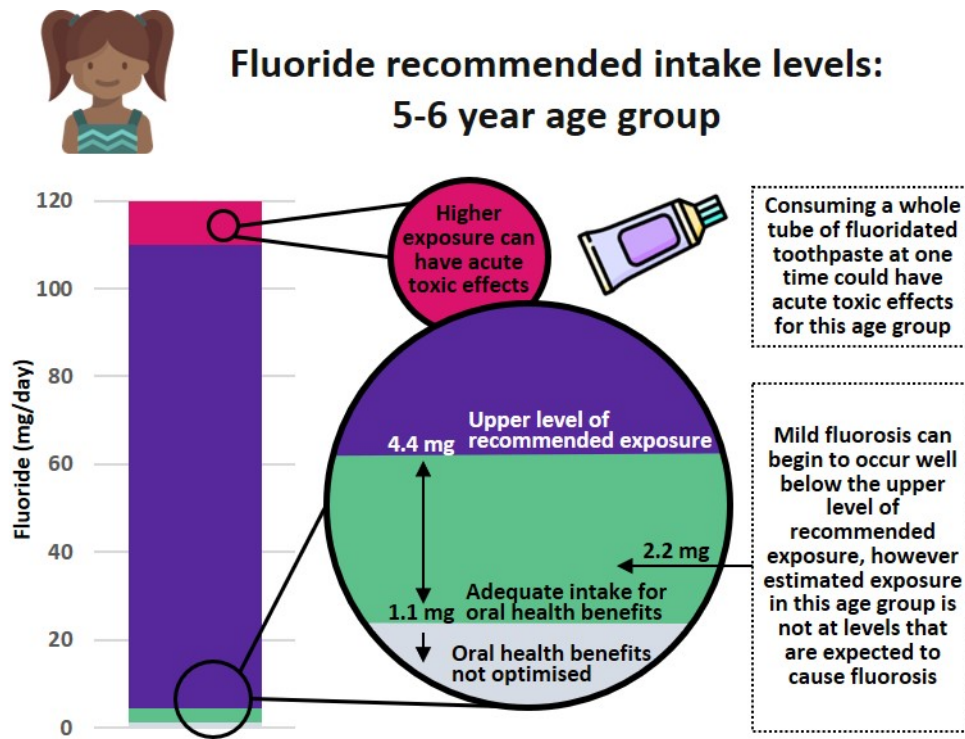 Fluoride recommended intake levels:
5-6 year age group
Fluoride (mg/day)
120
100
80
60
40
20
0
Higher
exposure can
have acute
toxic effects
Consuming a whole
tube of fluoridated
toothpaste at one
time could have
acute toxic effects
for this age group
Upper level of
4.4 mg recommended exposure
2.2 mg
Adequate intake for
1.1 mg oral health benefits
Oral health benefits
not optimised
Mild fluorosis can
begin to occur well
below the upper
level of
recommended
exposure, however
estimated exposure
in this age group is
not at levels that
are expected to
cause fluorosis